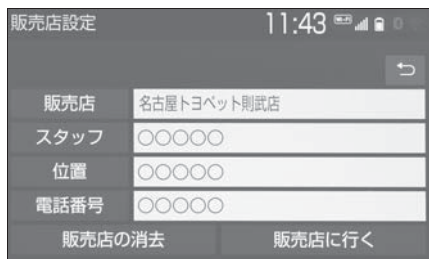 販売店設定 11:43 Wi-Fi
販売店 名古屋トヨペット則武店
スタッフ ○○○○○
位置 ○○○○○
電話番号 ○○○○○
販売店の消去 販売店に行く